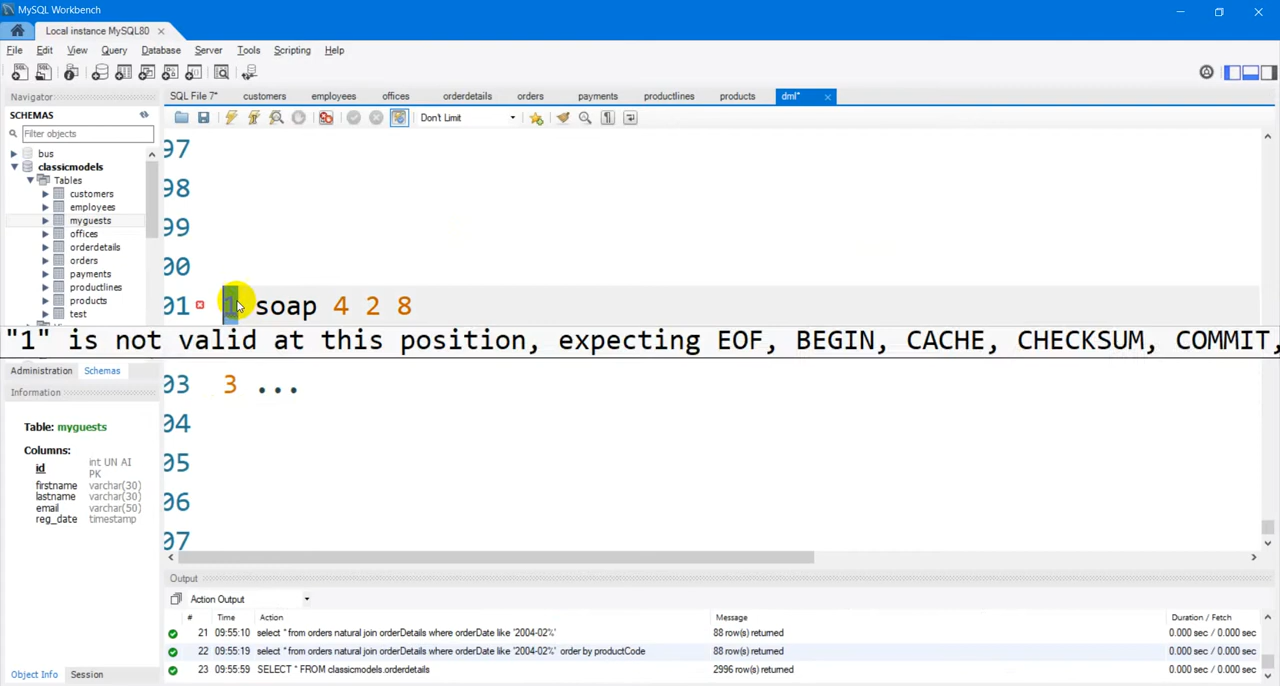 MySQL Workbench
Local instance MySQL80
File Edit View Query Database Server Tools Scripting Help
Navigator
SCHEMAS
Filter objects
bus
classicmodels
Tables
customers
employees
myguests
offices
orderdetails
orders
payments
productlines
products
test
Administration Schemas
Information
Table: myguests
Columns:
id int UN AI PK
firstname varchar(30)
lastname varchar(30)
email varchar(50)
reg_date timestamp
Object Info Session
SQL File 7* customers employees offices orderdetails orders payments productlines products dml*
Don't Limit
97
98
99
00
01 1 soap 4 2 8
"1" is not valid at this position, expecting EOF, BEGIN, CACHE, CHECKSUM, COMMIT,
03 3 ...
04
05
06
07
Output
Action Output
# Time Action Message Duration / Fetch
21 09:55:10 select * from orders natural join orderDetails where orderDate like '2004-02%' 88 row(s) returned 0.000 sec / 0.000 sec
22 09:55:19 select * from orders natural join orderDetails where orderDate like '2004-02%' order by productCode 88 row(s) returned 0.000 sec / 0.000 sec
23 09:55:59 SELECT * FROM classicmodels.orderdetails 2996 row(s) returned 0.000 sec / 0.000 sec